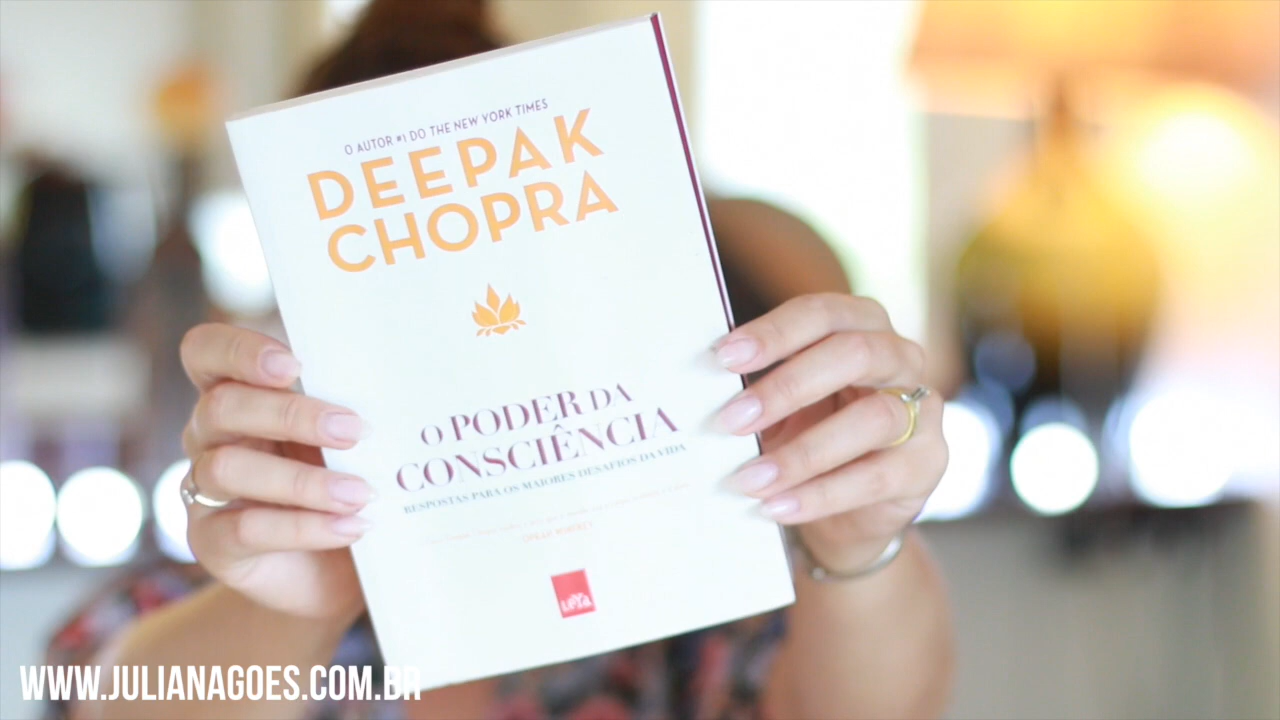 O AUTOR #1 DO THE NEW YORK TIMES
DEEPAK
CHOPRA
O PODER DA
CONSCIÊNCIA
RESPOSTAS PARA OS MAIORES DESAFIOS DA VIDA
LeYa
WWW.JULIANAGOES.COM.BR